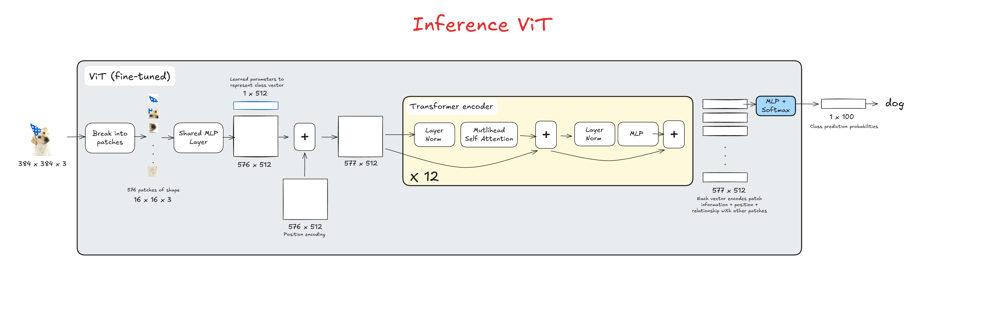 Inference ViT
ViT (fine-tuned)
384 x 384 x 3
Break into
patches
576 patches of shape
16 x 16 x 3
Shared MLP
Layer
Learned parameters to
represent class vector
1 x 512
576 x 512
+
576 x 512
Position encoding
577 x 512
Transformer encoder
Layer
Norm
Mutlihead
Self Attention
+
Layer
Norm
MLP
+
x 12
577 x 512
Each vector encodes patch
information + position +
relationship with other patches
MLP +
Softmax
1 x 100
Class prediction probabilities
dog